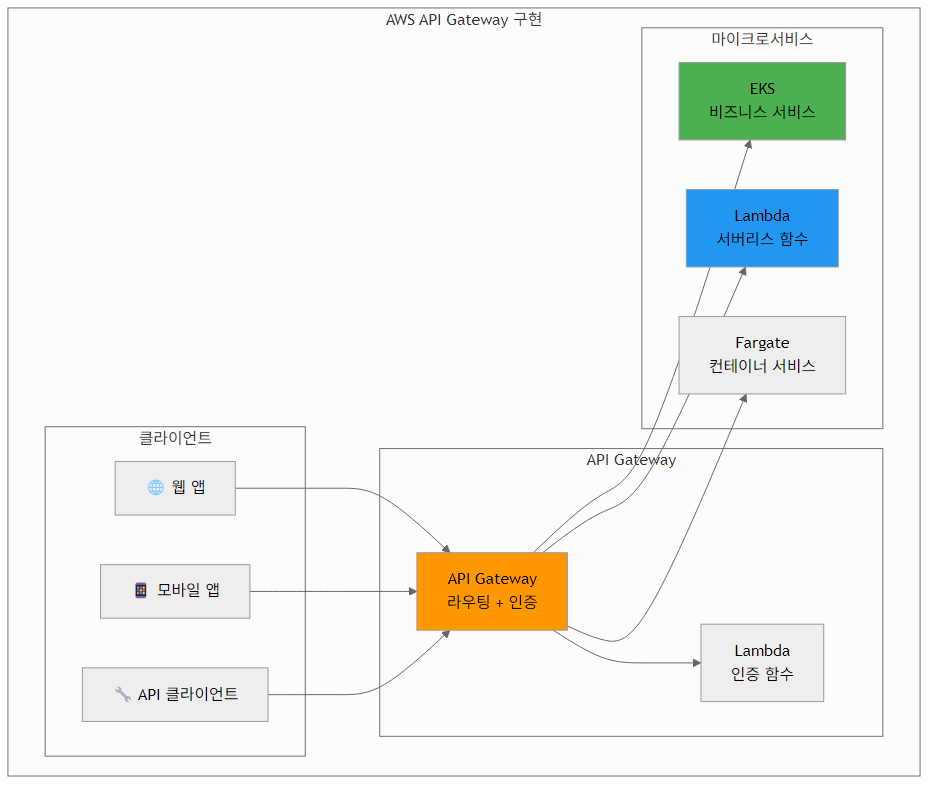 AWS API Gateway 구현
마이크로서비스
EKS
비즈니스 서비스
Lambda
서버리스 함수
Fargate
컨테이너 서비스
클라이언트
🌐 웹 앱
📱 모바일 앱
🔧 API 클라이언트
API Gateway
API Gateway
라우팅 + 인증
Lambda
인증 함수